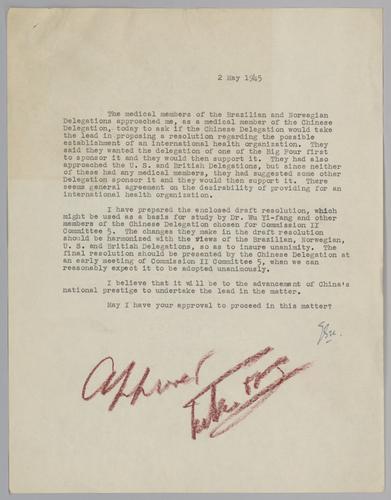 2 May 1945
The medical members of the Brazilian and Norwegian
Delegations approached me, as a medical member of the Chinese
Delegation, today to ask if the Chinese Delegation would take
the lead in proposing a resolution regarding the possible
establishment of an international health organization. They
said they wanted the delegation of one of the Big Four first
to sponsor it and they would then support it. They had also
approached the U. S. and British Delegations, but since neither
of these had any medical members, they had suggested some other
Delegation sponsor it and they would then support it. There
seems general agreement on the desirability of providing for an
international health organization.
I have prepared the enclosed draft resolution, which
might be used as a basis for study by Dr. Wu Yi-fang and other
members of the Chinese Delegation chosen for Commission II
Committee 5. The changes they make in the draft resolution
should be harmonized with the views of the Brazilian, Norwegian,
U. S. and British Delegations, so as to insure unanimity. The
final resolution should be presented by the Chinese Delegation at
an early meeting of Commission II Committee 5, when we can
reasonably expect it to be adopted unanimously.
I believe that it will be to the advancement of China's
national prestige to undertake the lead in the matter.
May I have your approval to proceed in this matter?
Approved